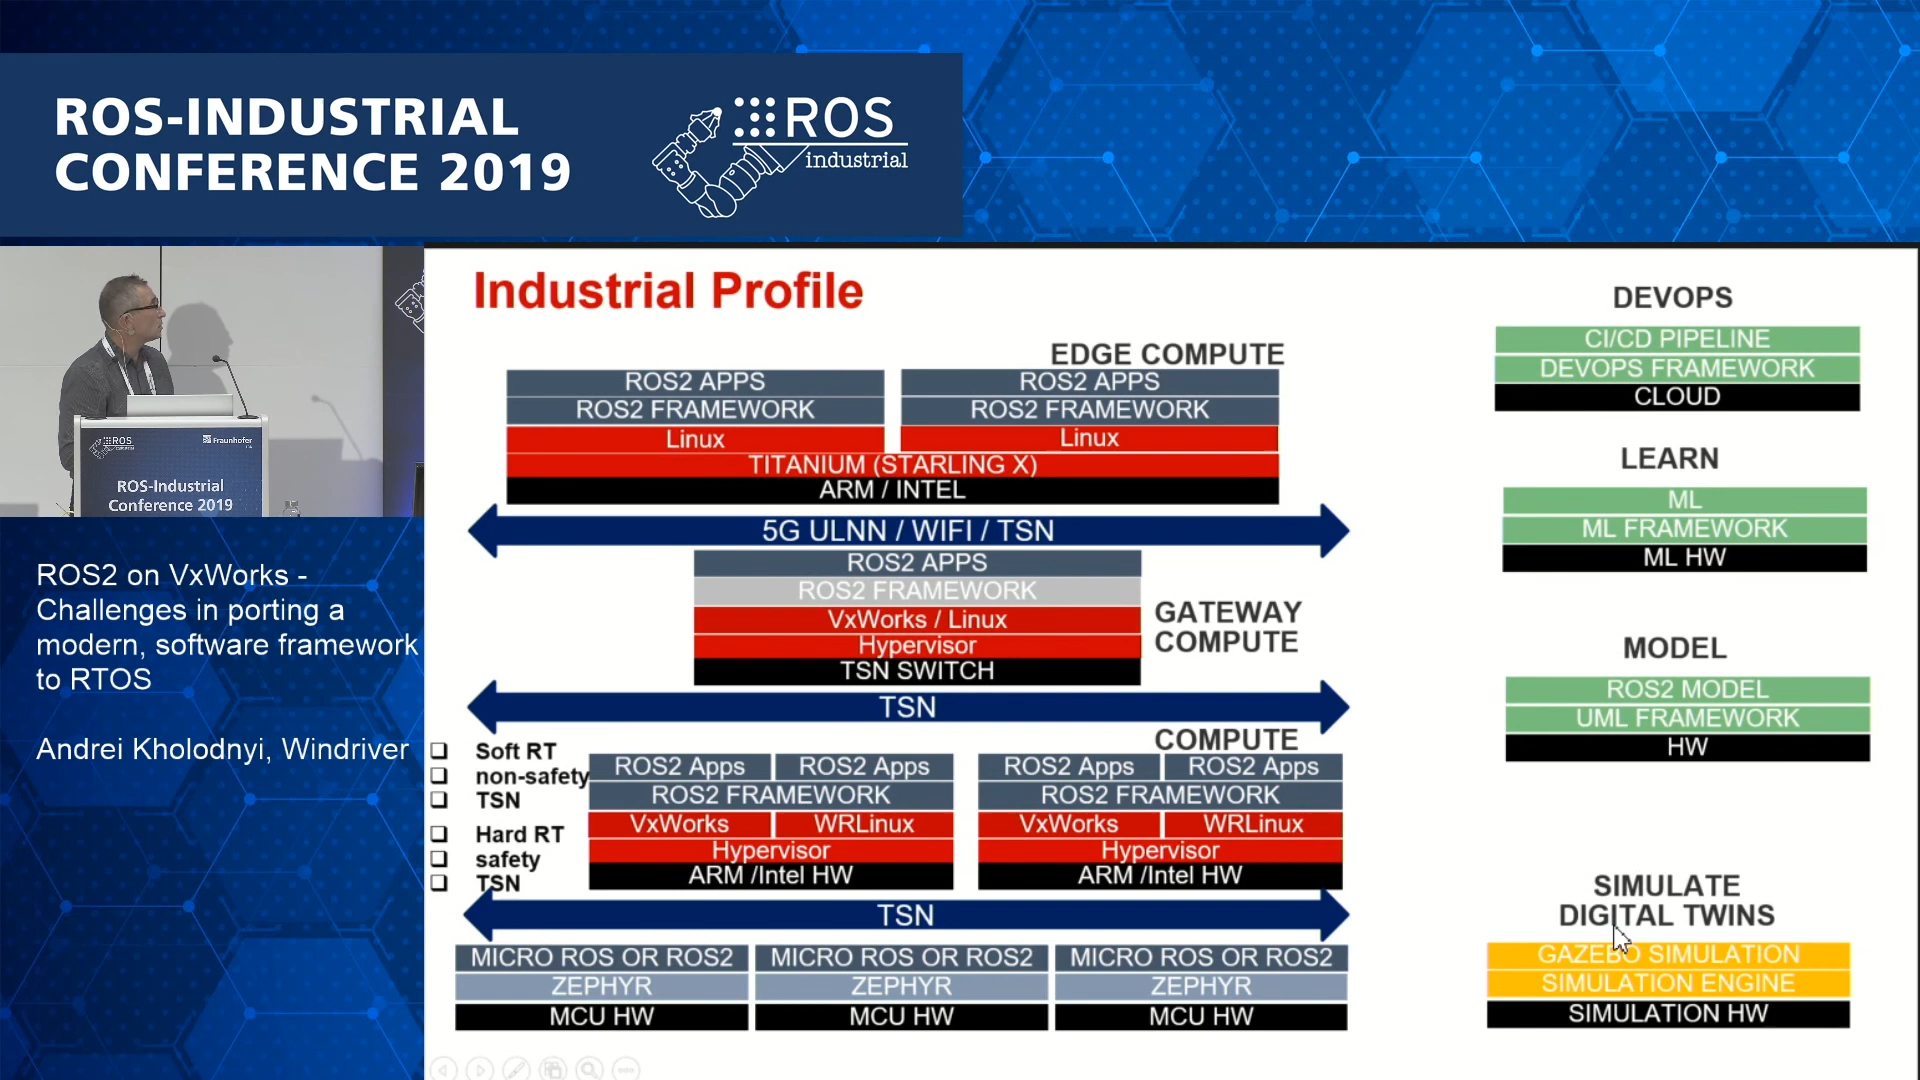 ROS-INDUSTRIAL
CONFERENCE 2019
ROS
industrial
ROS
Fraunhofer
ROS-Industrial
Conference 2019
ROS2 on VxWorks -
Challenges in porting a
modern, software framework
to RTOS
Andrei Kholodnyi, Windriver
Industrial Profile
EDGE COMPUTE
ROS2 APPS
ROS2 FRAMEWORK
Linux
ROS2 APPS
ROS2 FRAMEWORK
Linux
TITANIUM (STARLING X)
ARM / INTEL
5G ULNN / WIFI / TSN
ROS2 APPS
ROS2 FRAMEWORK
VxWorks / Linux
Hypervisor
TSN SWITCH
GATEWAY
COMPUTE
TSN
COMPUTE
Soft RT
non-safety
TSN
Hard RT
safety
TSN
ROS2 Apps
ROS2 Apps
ROS2 FRAMEWORK
VxWorks
WRLinux
Hypervisor
ARM /Intel HW
ROS2 Apps
ROS2 Apps
ROS2 FRAMEWORK
VxWorks
WRLinux
Hypervisor
ARM /Intel HW
TSN
MICRO ROS OR ROS2
ZEPHYR
MCU HW
MICRO ROS OR ROS2
ZEPHYR
MCU HW
MICRO ROS OR ROS2
ZEPHYR
MCU HW
DEVOPS
CI/CD PIPELINE
DEVOPS FRAMEWORK
CLOUD
LEARN
ML
ML FRAMEWORK
ML HW
MODEL
ROS2 MODEL
UML FRAMEWORK
HW
SIMULATE
DIGITAL TWINS
GAZEBO SIMULATION
SIMULATION ENGINE
SIMULATION HW